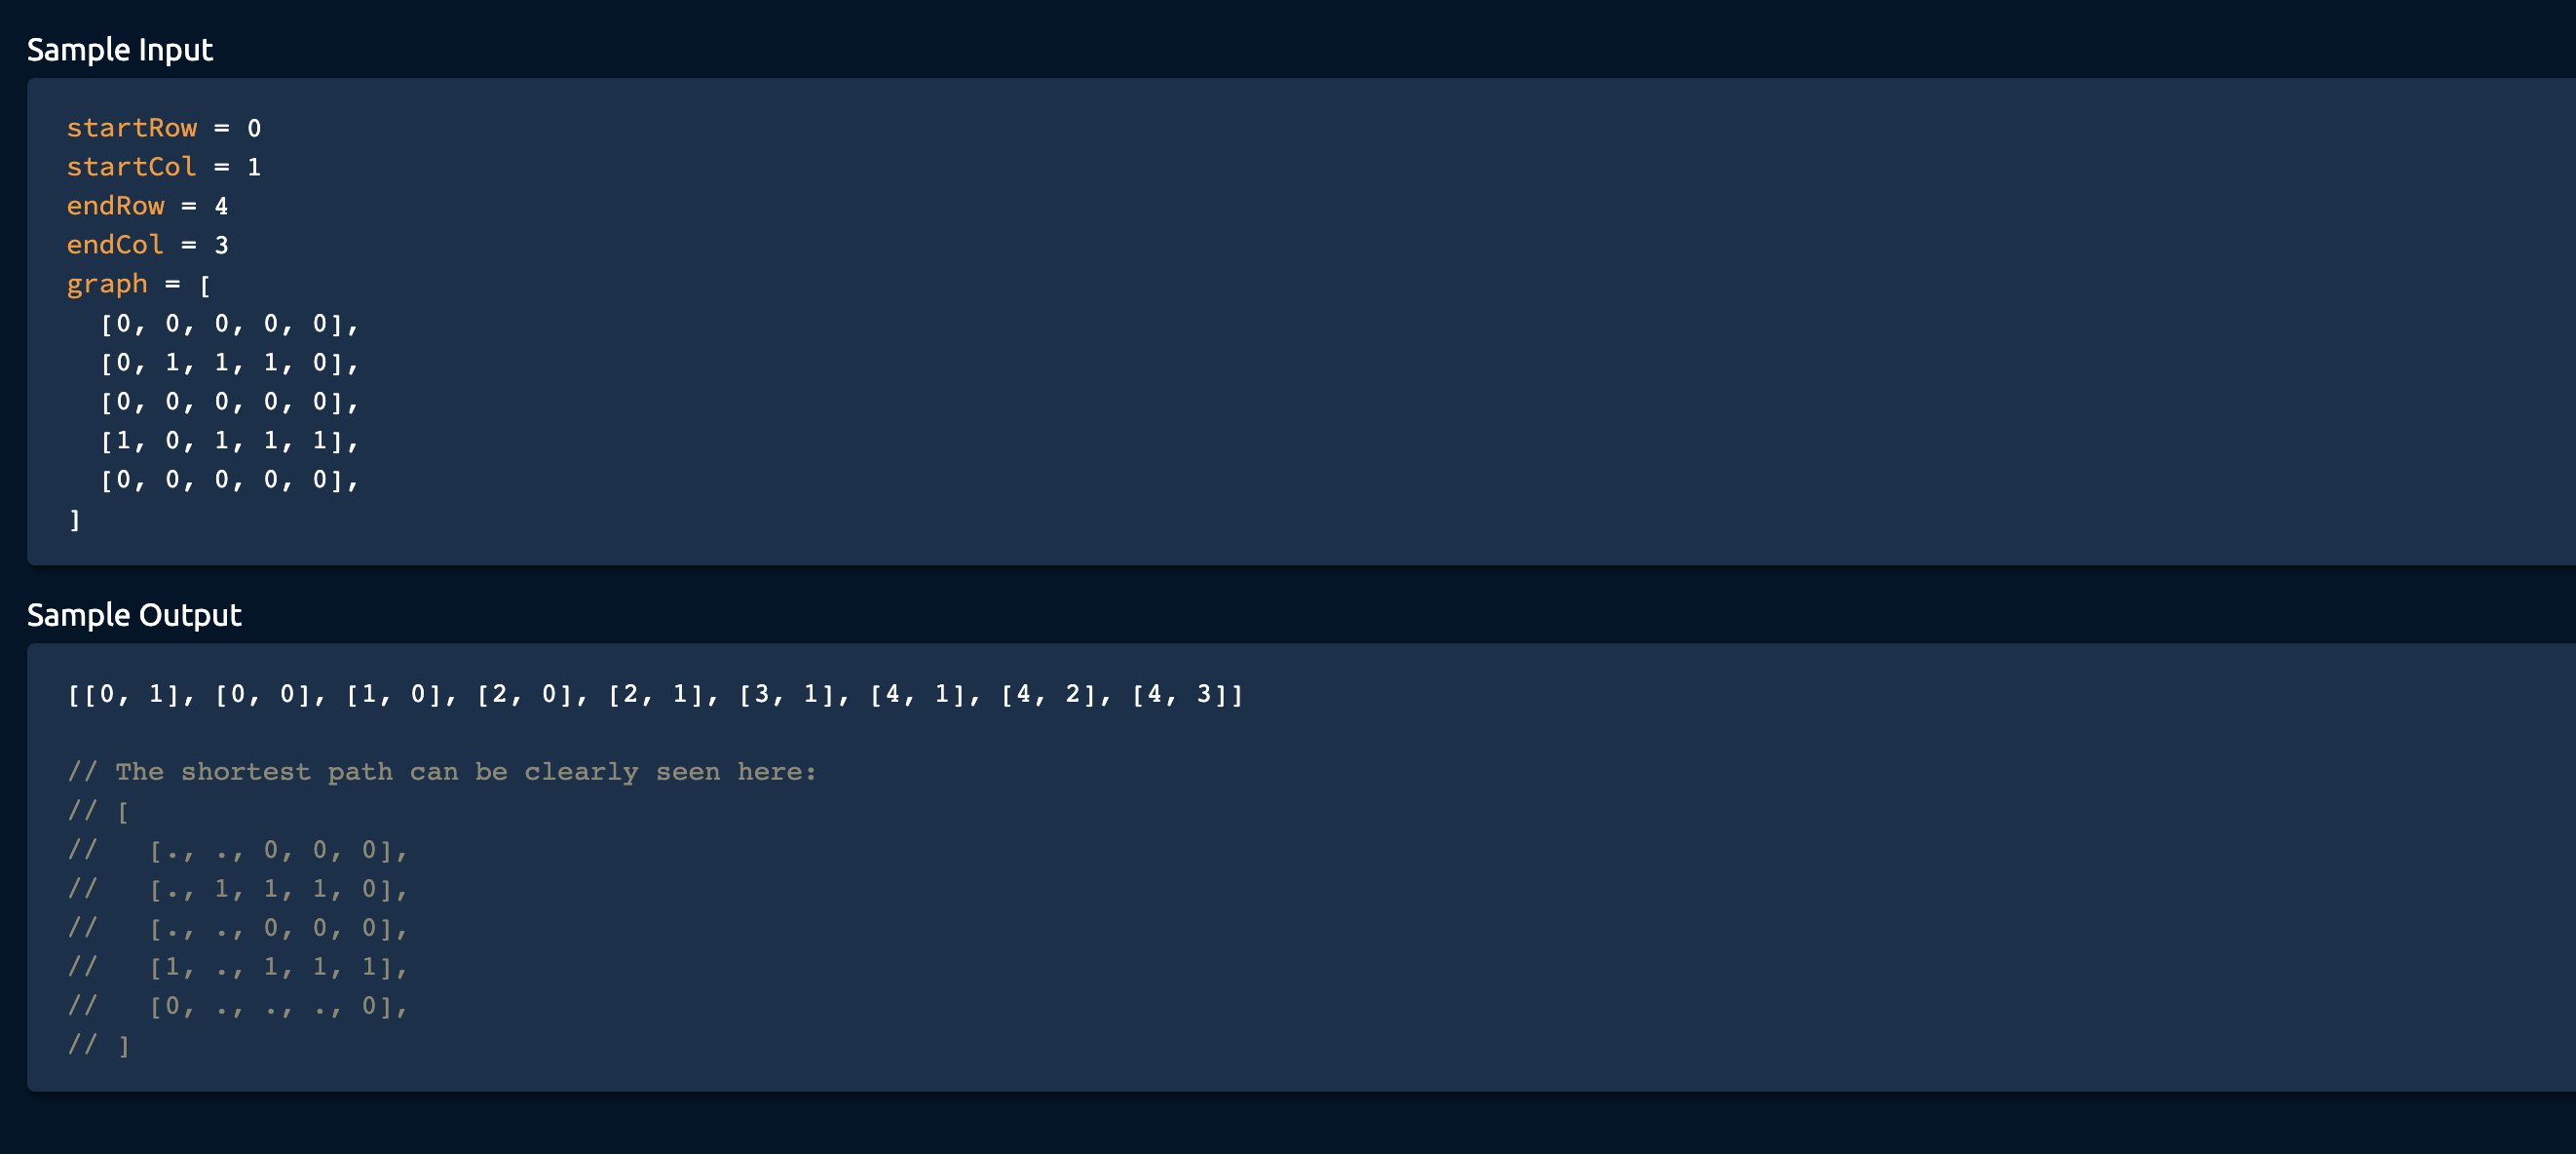 Sample Input
startRow = 0
startCol = 1
endRow = 4
endCol = 3
graph = [
  [0, 0, 0, 0, 0],
  [0, 1, 1, 1, 0],
  [0, 0, 0, 0, 0],
  [1, 0, 1, 1, 1],
  [0, 0, 0, 0, 0],
]
Sample Output
[[0, 1], [0, 0], [1, 0], [2, 0], [2, 1], [3, 1], [4, 1], [4, 2], [4, 3]]
// The shortest path can be clearly seen here:
// [
//   [., ., 0, 0, 0],
//   [., 1, 1, 1, 0],
//   [., ., 0, 0, 0],
//   [1, ., 1, 1, 1],
//   [0, ., ., ., 0],
// ]